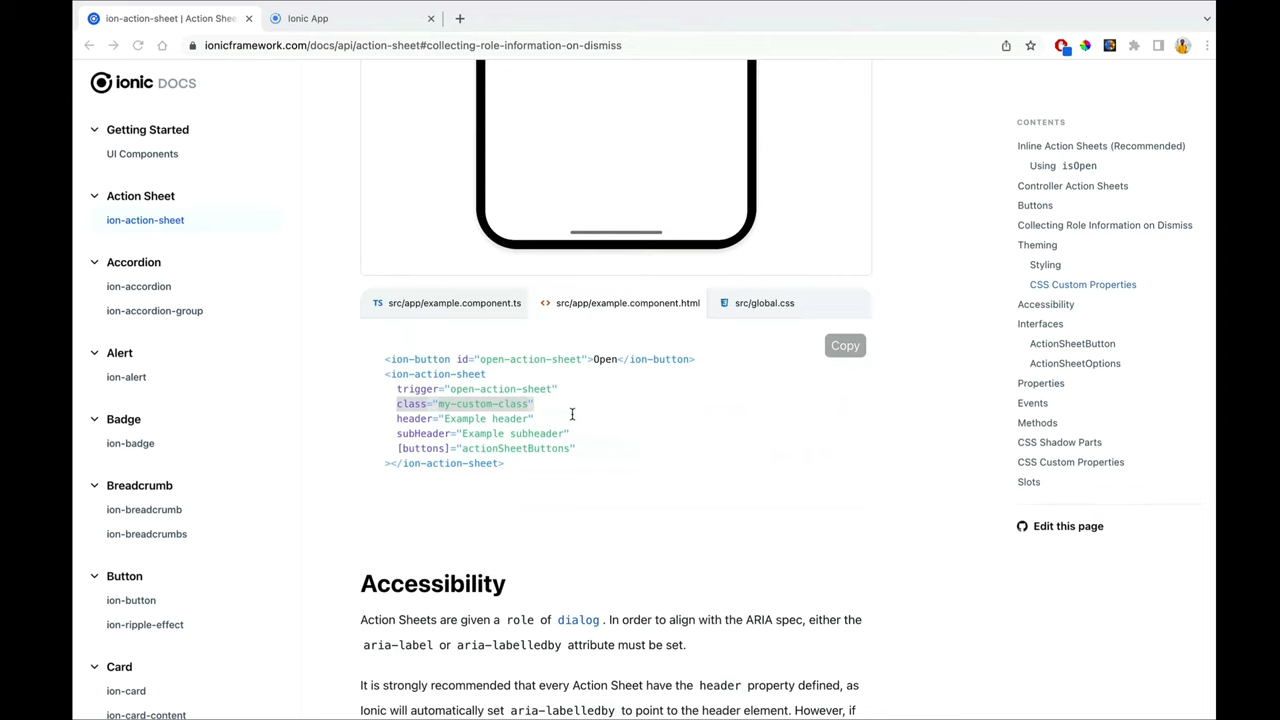 ion-action-sheet | Action Shee
Ionic App
ionicframework.com/docs/api/action-sheet#collecting-role-information-on-dismiss
ionic DOCS
Getting Started
UI Components
Action Sheet
ion-action-sheet
Accordion
ion-accordion
ion-accordion-group
Alert
ion-alert
Badge
ion-badge
Breadcrumb
ion-breadcrumb
ion-breadcrumbs
Button
ion-button
ion-ripple-effect
Card
ion-card
ion-card-content
TS src/app/example.component.ts
<> src/app/example.component.html
src/global.css
Copy
<ion-button id="open-action-sheet">Open</ion-button>
<ion-action-sheet
trigger="open-action-sheet"
class="my-custom-class"
header="Example header"
subHeader="Example subheader"
[buttons]="actionSheetButtons"
></ion-action-sheet>
Accessibility
Action Sheets are given a role of dialog . In order to align with the ARIA spec, either the
aria-label or aria-labelledby attribute must be set.
It is strongly recommended that every Action Sheet have the header property defined, as
Ionic will automatically set aria-labelledby to point to the header element. However, if
CONTENTS
Inline Action Sheets (Recommended)
Using isOpen
Controller Action Sheets
Buttons
Collecting Role Information on Dismiss
Theming
Styling
CSS Custom Properties
Accessibility
Interfaces
ActionSheetButton
ActionSheetOptions
Properties
Events
Methods
CSS Shadow Parts
CSS Custom Properties
Slots
Edit this page